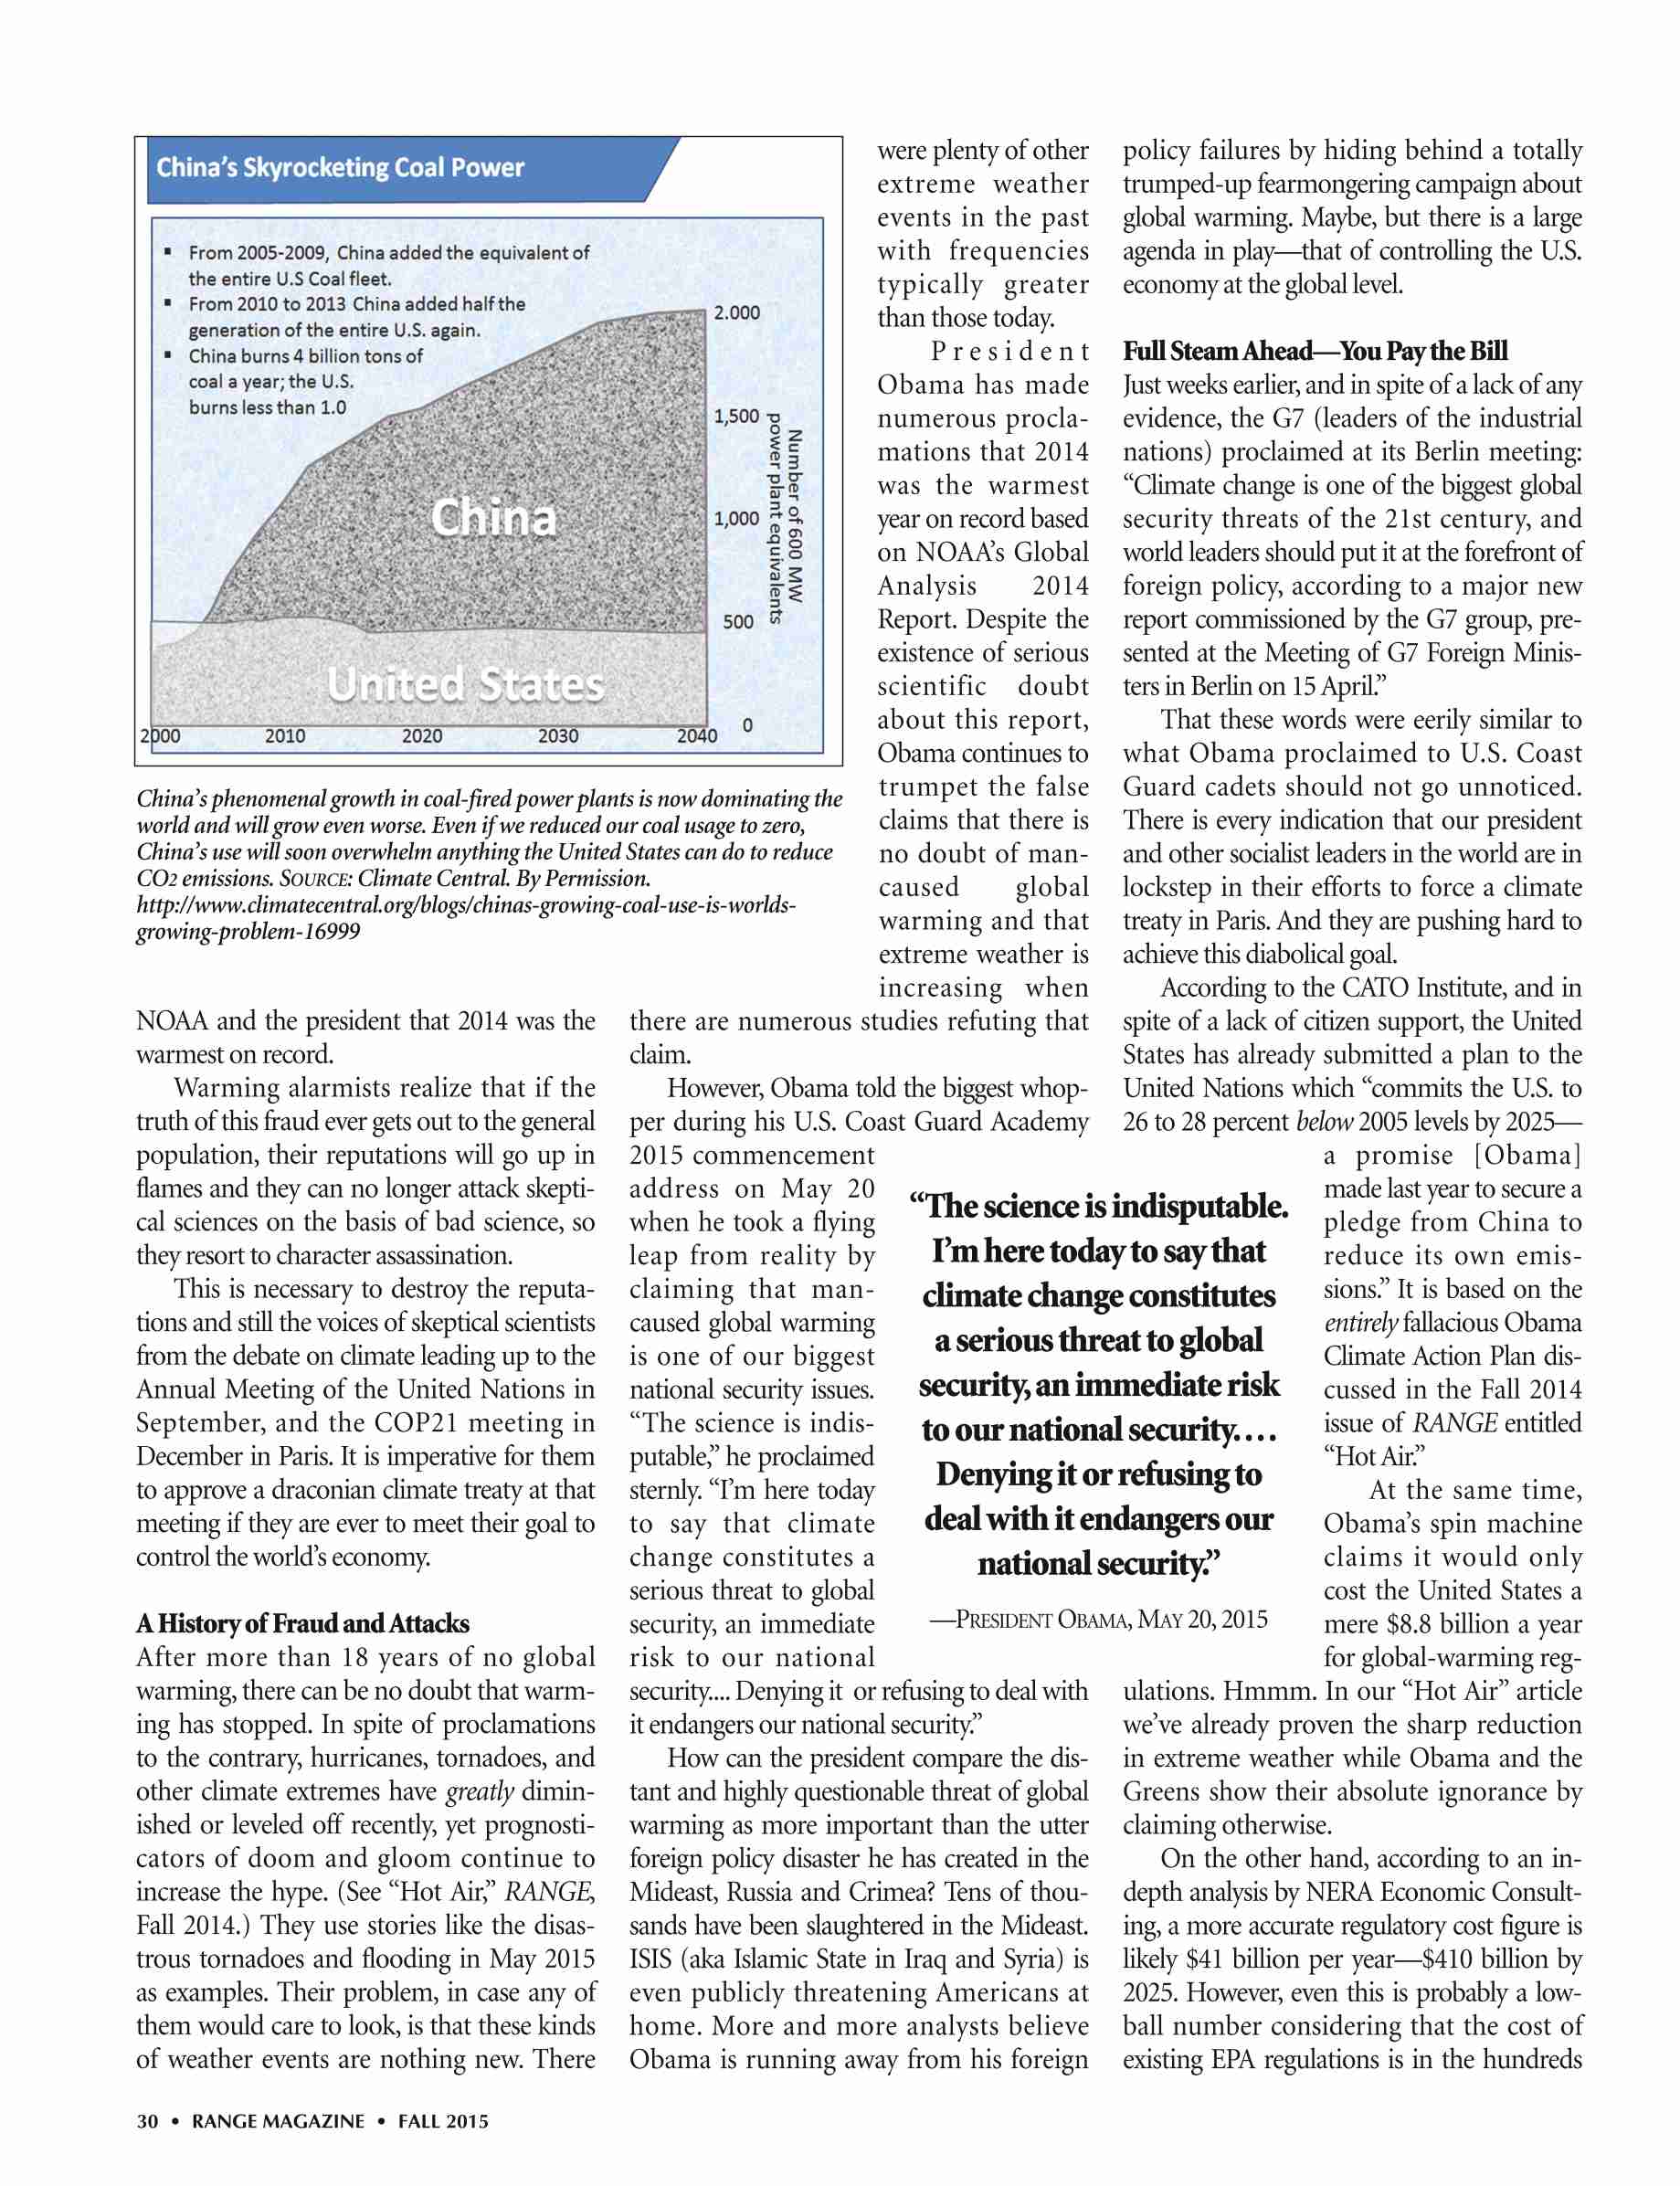 China's Skyrocketing Coal Power
▪ From 2005-2009, China added the equivalent of
the entire U.S Coal fleet.
▪ From 2010 to 2013 China added half the
generation of the entire U.S. again.
▪ China burns 4 billion tons of
coal a year; the U.S.
burns less than 1.0
2.000
1,500
1,000
500
0
Number of 600 MW
power plant equivalents
China
United States
2000 2010 2020 2030 2040
China's phenomenal growth in coal-fired power plants is now dominating the
world and will grow even worse. Even if we reduced our coal usage to zero,
China's use will soon overwhelm anything the United States can do to reduce
CO2 emissions. SOURCE: Climate Central. By Permission.
http://www.climatecentral.org/blogs/chinas-growing-coal-use-is-worlds-
growing-problem-16999
NOAA and the president that 2014 was the
warmest on record.
Warming alarmists realize that if the
truth of this fraud ever gets out to the general
population, their reputations will go up in
flames and they can no longer attack skepti-
cal sciences on the basis of bad science, so
they resort to character assassination.
This is necessary to destroy the reputa-
tions and still the voices of skeptical scientists
from the debate on climate leading up to the
Annual Meeting of the United Nations in
September, and the COP21 meeting in
December in Paris. It is imperative for them
to approve a draconian climate treaty at that
meeting if they are ever to meet their goal to
control the world's economy.
A History of Fraud and Attacks
After more than 18 years of no global
warming, there can be no doubt that warm-
ing has stopped. In spite of proclamations
to the contrary, hurricanes, tornadoes, and
other climate extremes have greatly dimin-
ished or leveled off recently, yet prognosti-
cators of doom and gloom continue to
increase the hype. (See “Hot Air,” RANGE,
Fall 2014.) They use stories like the disas-
trous tornadoes and flooding in May 2015
as examples. Their problem, in case any of
them would care to look, is that these kinds
of weather events are nothing new. There
were plenty of other
extreme weather
events in the past
with frequencies
typically greater
than those today.
President
Obama has made
numerous procla-
mations that 2014
was the warmest
year on record based
on NOAA's Global
Analysis 2014
Report. Despite the
existence of serious
scientific doubt
about this report,
Obama continues to
trumpet the false
claims that there is
no doubt of man-
caused global
warming and that
extreme weather is
increasing when
there are numerous studies refuting that
claim.
However, Obama told the biggest whop-
per during his U.S. Coast Guard Academy
2015 commencement
address on May 20
when he took a flying
leap from reality by
claiming that man-
caused global warming
is one of our biggest
national security issues.
“The science is indis-
putable,” he proclaimed
sternly. “I'm here today
to say that climate
change constitutes a
serious threat to global
security, an immediate
risk to our national
security.... Denying it or refusing to deal with
it endangers our national security.”
How can the president compare the dis-
tant and highly questionable threat of global
warming as more important than the utter
foreign policy disaster he has created in the
Mideast, Russia and Crimea? Tens of thou-
sands have been slaughtered in the Mideast.
ISIS (aka Islamic State in Iraq and Syria) is
even publicly threatening Americans at
home. More and more analysts believe
Obama is running away from his foreign
“The science is indisputable.
I'm here today to say that
climate change constitutes
a serious threat to global
security, an immediate risk
to our national security....
Denying it or refusing to
deal with it endangers our
national security.”
—PRESIDENT OBAMA, MAY 20, 2015
policy failures by hiding behind a totally
trumped-up fearmongering campaign about
global warming. Maybe, but there is a large
agenda in play—that of controlling the U.S.
economy at the global level.
Full Steam Ahead—You Pay the Bill
Just weeks earlier, and in spite of a lack of any
evidence, the G7 (leaders of the industrial
nations) proclaimed at its Berlin meeting:
“Climate change is one of the biggest global
security threats of the 21st century, and
world leaders should put it at the forefront of
foreign policy, according to a major new
report commissioned by the G7 group, pre-
sented at the Meeting of G7 Foreign Minis-
ters in Berlin on 15 April.”
That these words were eerily similar to
what Obama proclaimed to U.S. Coast
Guard cadets should not go unnoticed.
There is every indication that our president
and other socialist leaders in the world are in
lockstep in their efforts to force a climate
treaty in Paris. And they are pushing hard to
achieve this diabolical goal.
According to the CATO Institute, and in
spite of a lack of citizen support, the United
States has already submitted a plan to the
United Nations which “commits the U.S. to
26 to 28 percent below 2005 levels by 2025—
a promise [Obama]
made last year to secure a
pledge from China to
reduce its own emis-
sions.” It is based on the
entirely fallacious Obama
Climate Action Plan dis-
cussed in the Fall 2014
issue of RANGE entitled
“Hot Air.”
At the same time,
Obama's spin machine
claims it would only
cost the United States a
mere $8.8 billion a year
for global-warming reg-
ulations. Hmmm. In our “Hot Air” article
we've already proven the sharp reduction
in extreme weather while Obama and the
Greens show their absolute ignorance by
claiming otherwise.
On the other hand, according to an in-
depth analysis by NERA Economic Consult-
ing, a more accurate regulatory cost figure is
likely $41 billion per year—$410 billion by
2025. However, even this is probably a low-
ball number considering that the cost of
existing EPA regulations is in the hundreds
30 • RANGE MAGAZINE • FALL 2015